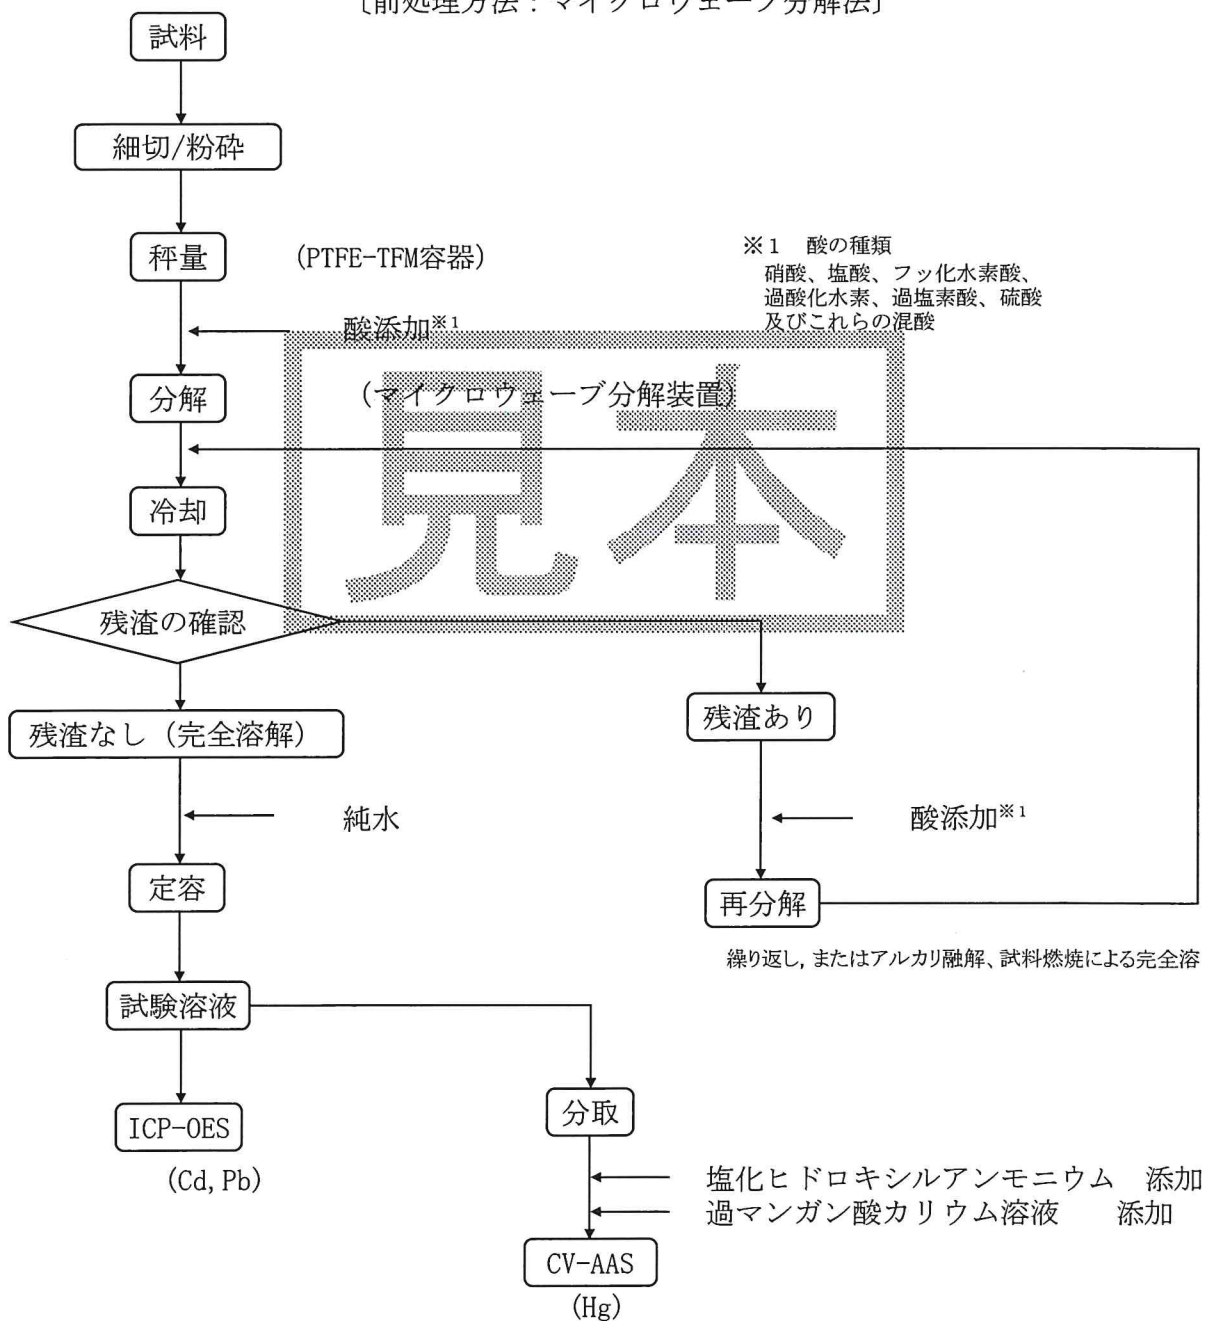 〔前処理方法：マイクロウェーブ分解法〕
試料
細切/粉砕
秤量
(PTFE-TFM容器)
※1 酸の種類
硝酸、塩酸、フッ化水素酸、
過酸化水素、過塩素酸、硫酸
及びこれらの混酸
酸添加※1
分解
(マイクロウェーブ分解装置)
見本
冷却
残渣の確認
残渣なし（完全溶解）
残渣あり
純水
酸添加※1
定容
再分解
繰り返し, またはアルカリ融解、試料燃焼による完全溶
試験溶液
ICP-OES
(Cd, Pb)
分取
塩化ヒドロキシルアンモニウム 添加
過マンガン酸カリウム溶液 添加
CV-AAS
(Hg)